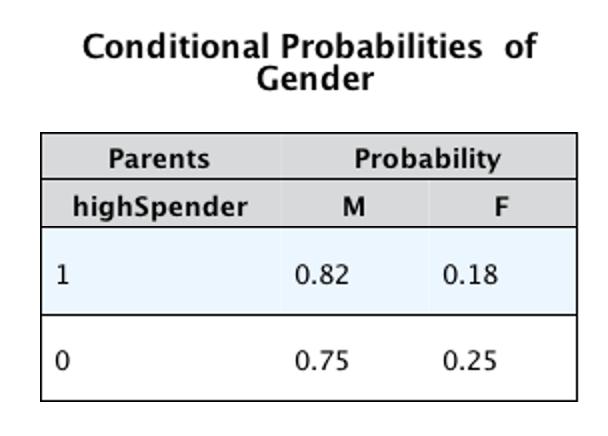 Conditional Probabilities of
Gender
Parents Probability
highSpender M F
1 0.82 0.18
0 0.75 0.25